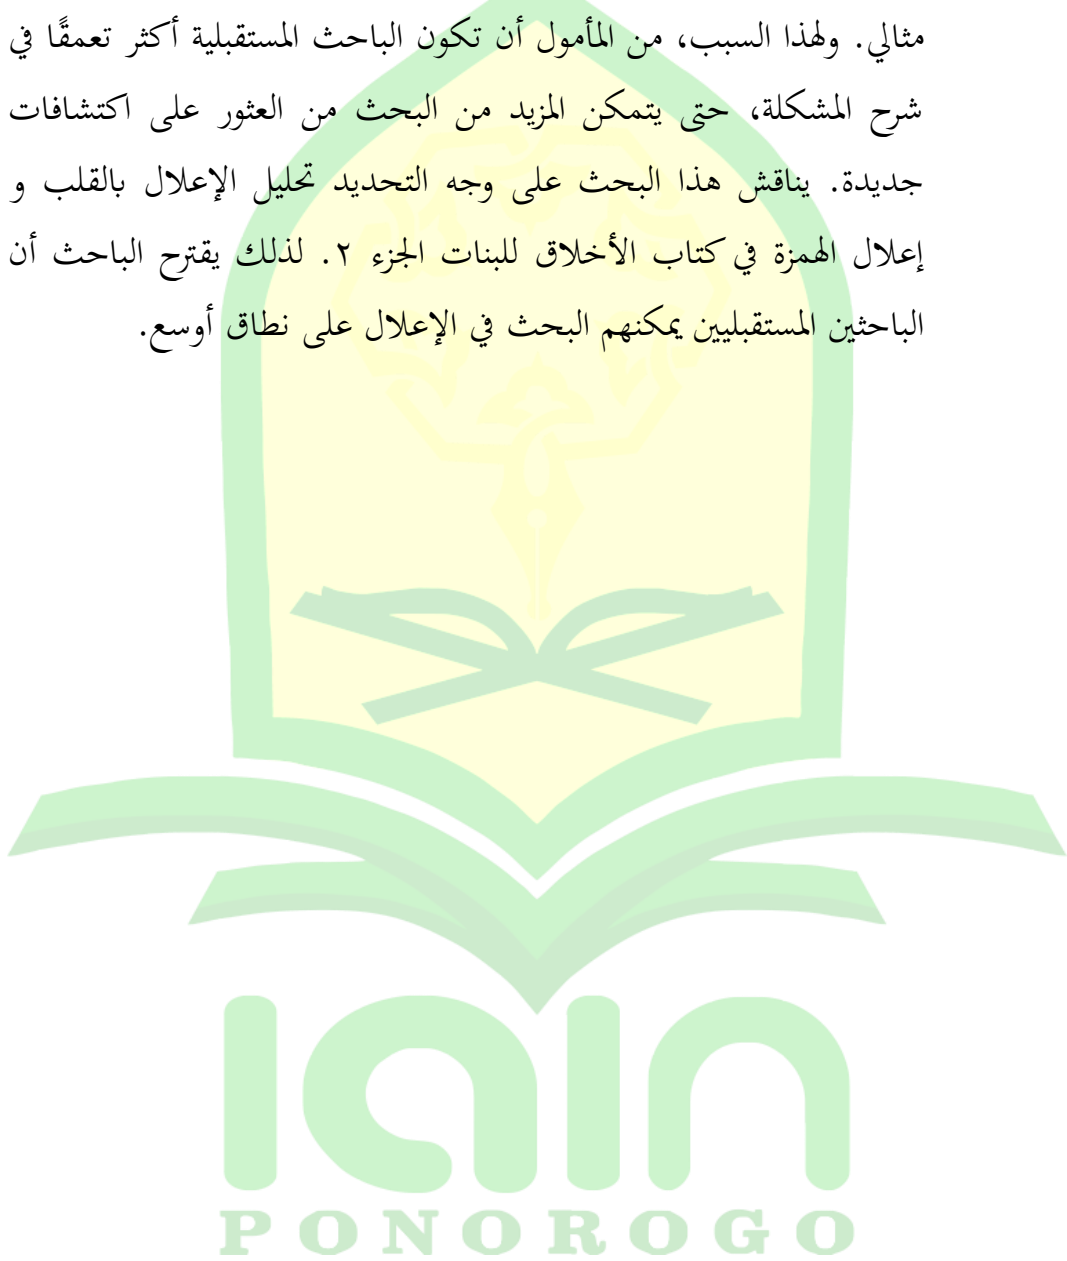 مثالي. ولهذا السبب، من المأمول أن تكون الباحث المستقبلية أكثر تعمقًا في
شرح المشكلة، حتى يتمكن المزيد من البحث من العثور على اكتشافات
جديدة. يناقش هذا البحث على وجه التحديد تحليل الإعلال بالقلب و
إعلال الهمزة في كتاب الأخلاق للبنات الجزء ٢. لذلك يقترح الباحث أن
الباحثين المستقبليين يمكنهم البحث في الإعلال على نطاق أوسع.
iain
PONOROGO